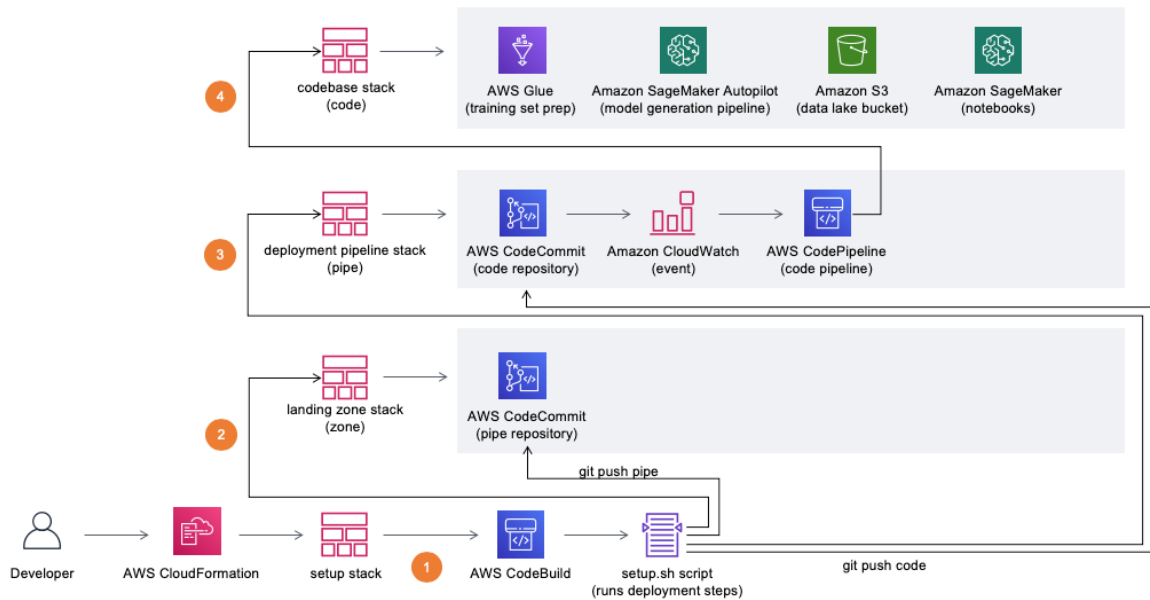 4
codebase stack
(code)
AWS Glue
(training set prep)
Amazon SageMaker Autopilot
(model generation pipeline)
Amazon S3
(data lake bucket)
Amazon SageMaker
(notebooks)
3
deployment pipeline stack
(pipe)
AWS CodeCommit
(code repository)
Amazon CloudWatch
(event)
AWS CodePipeline
(code pipeline)
2
landing zone stack
(zone)
AWS CodeCommit
(pipe repository)
git push pipe
Developer
AWS CloudFormation
setup stack
1
AWS CodeBuild
setup.sh script
(runs deployment steps)
git push code